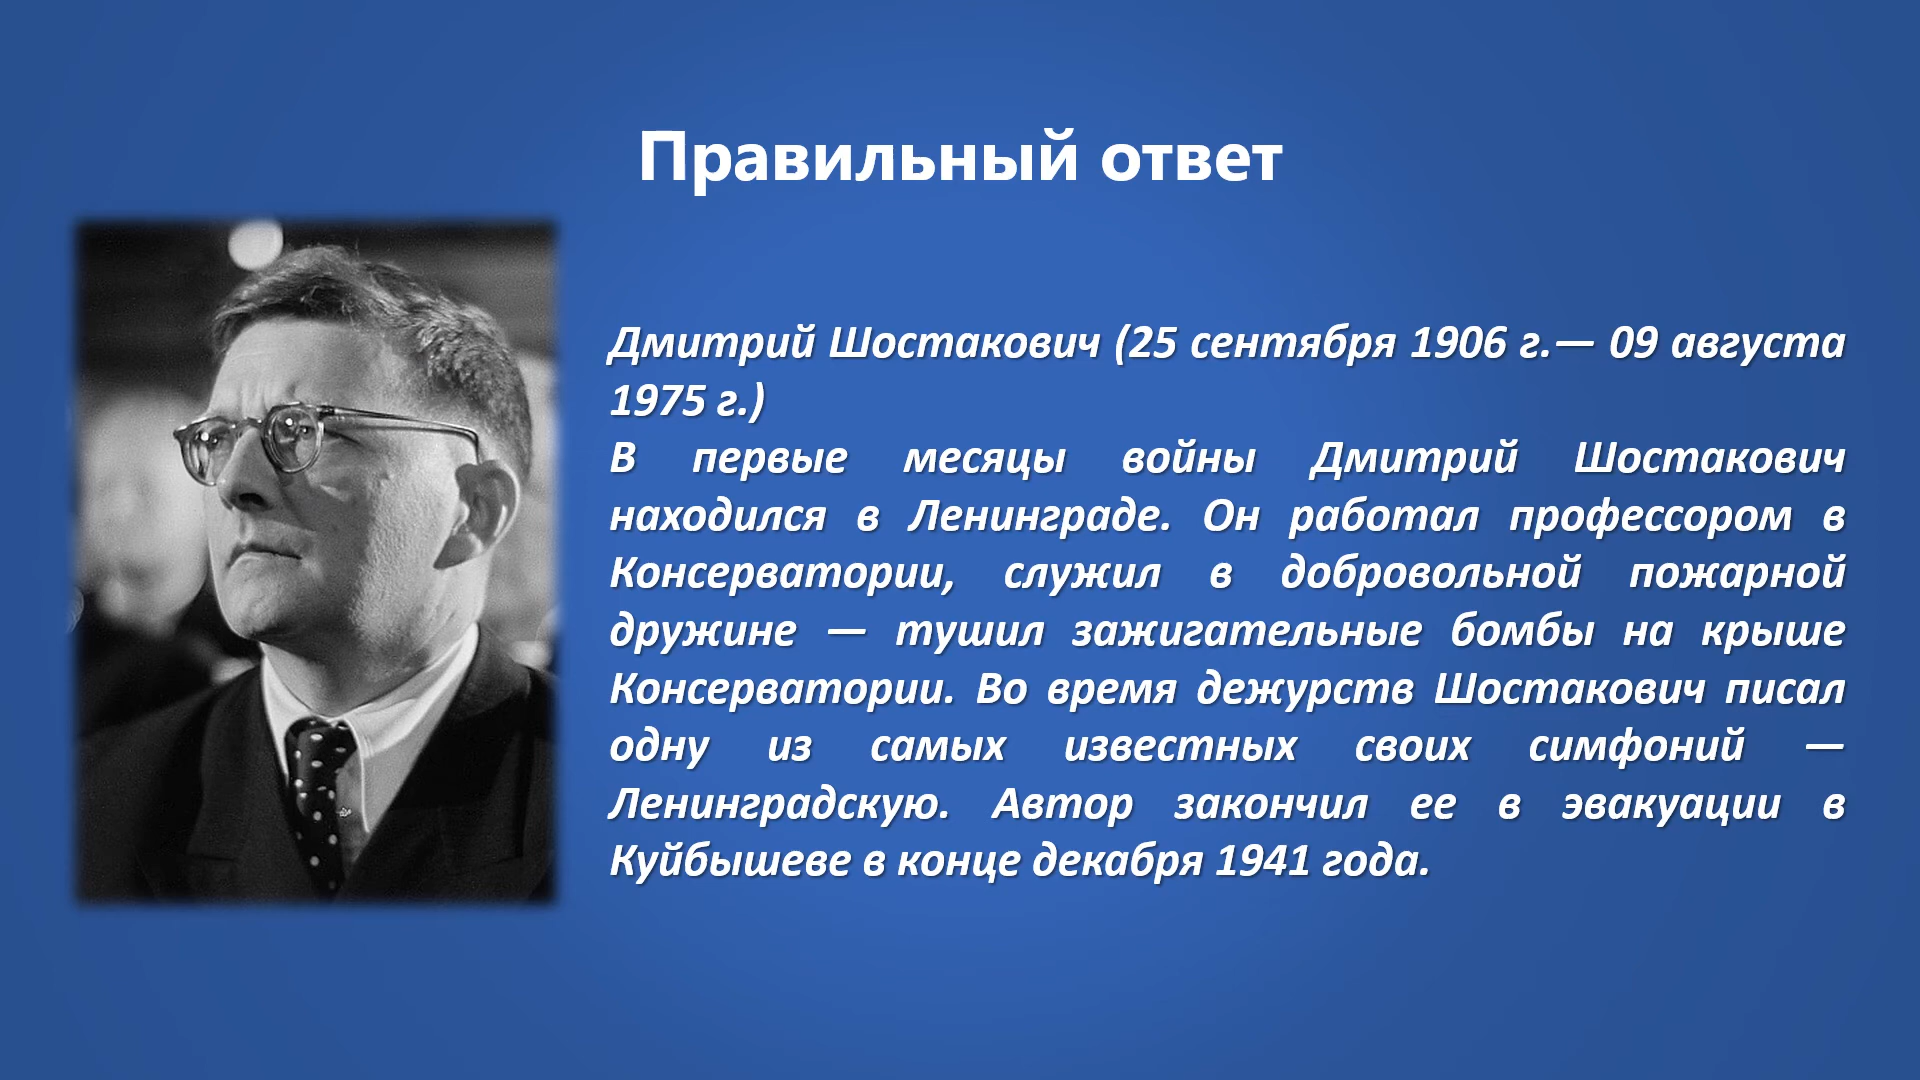 Правильный ответ
Дмитрий Шостакович (25 сентября 1906 г.— 09 августа
1975 г.)
В первые месяцы войны Дмитрий Шостакович
находился в Ленинграде. Он работал профессором в
Консерватории, служил в добровольной пожарной
дружине — тушил зажигательные бомбы на крыше
Консерватории. Во время дежурств Шостакович писал
одну из самых известных своих симфоний —
Ленинградскую. Автор закончил ее в эвакуации в
Куйбышеве в конце декабря 1941 года.